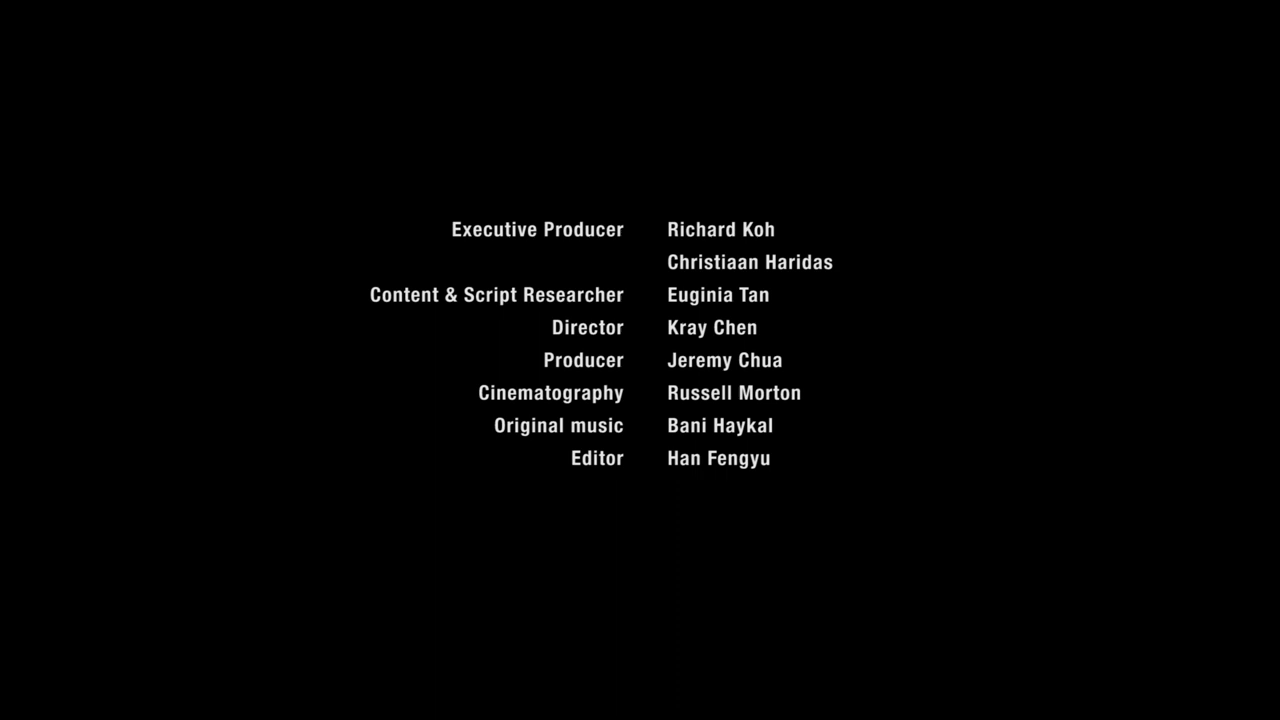 Executive Producer Richard Koh
Christiaan Haridas
Content & Script Researcher Euginia Tan
Director Kray Chen
Producer Jeremy Chua
Cinematography Russell Morton
Original music Bani Haykal
Editor Han Fengyu